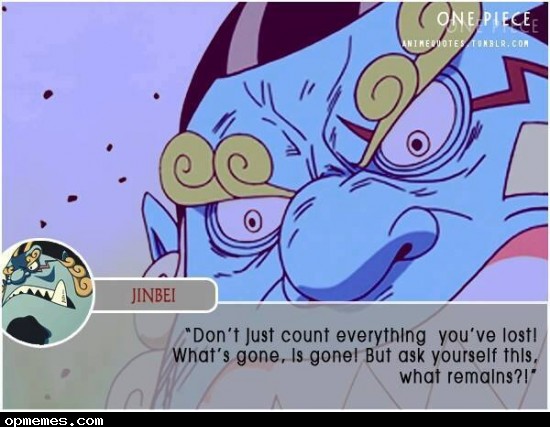 ONE PIECE
ANIMEQUOTES.TUMBLR.COM
JINBEI
"Don't just count everything you've lost!
What's gone, is gone! But ask yourself this,
what remains?!"
opmemes.com